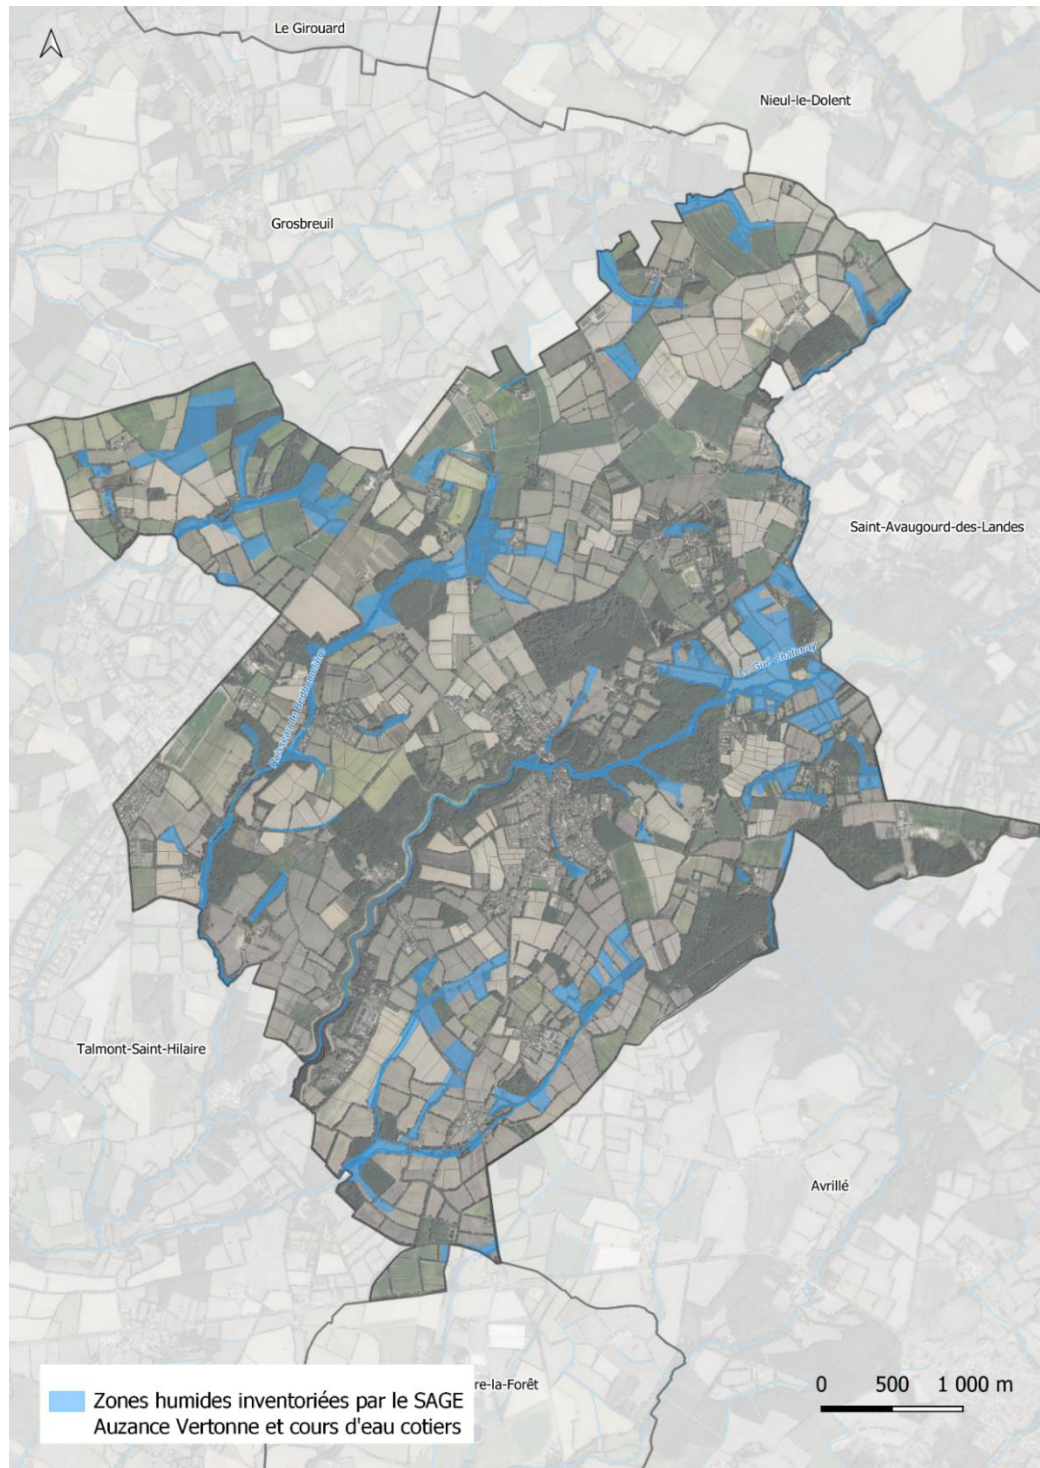 Le Girouard
Nieul-le-Dolent
Grosbreuil
Saint-Avaugourd-des-Landes
Le Gué Chatenay
Talmont-Saint-Hilaire
Avrillé
re-la-Forêt
Zones humides inventoriées par le SAGE
Auzance Vertonne et cours d'eau cotiers
0 500 1 000 m